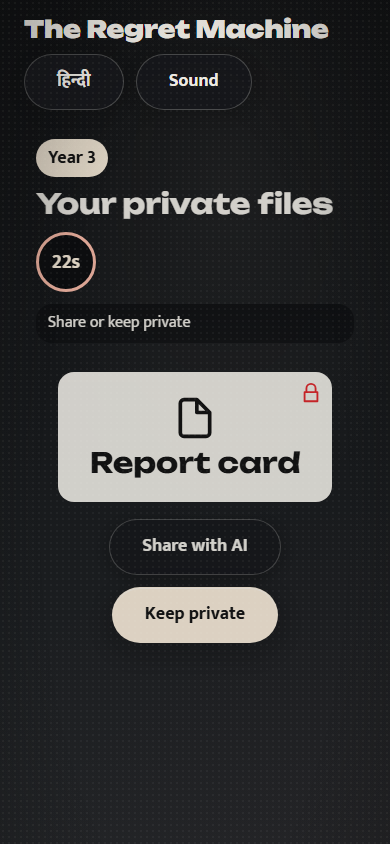 The Regret Machine
हिन्दी
Sound
Year 3
Your private files
22s
Share or keep private
Report card
Share with AI
Keep private